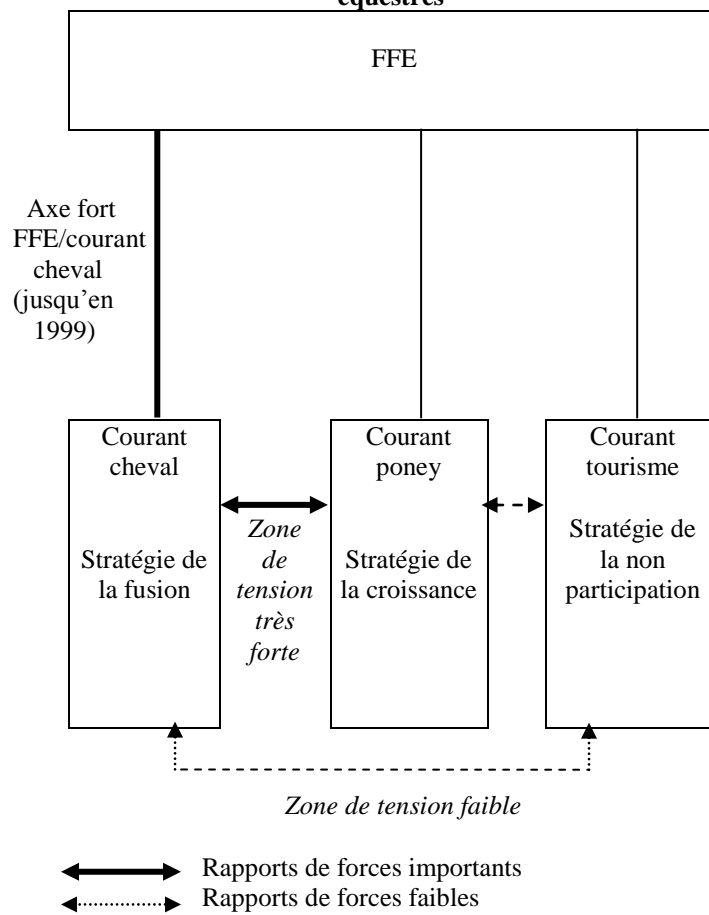 équestres
FFE
Axe fort
FFE/courant
cheval
(jusqu'en
1999)
Courant
cheval
Stratégie de
la fusion
Zone
de
tension
très
forte
Courant
poney
Stratégie de
la croissance
Courant
tourisme
Stratégie de
la non
participation
Zone de tension faible
Rapports de forces importants
Rapports de forces faibles